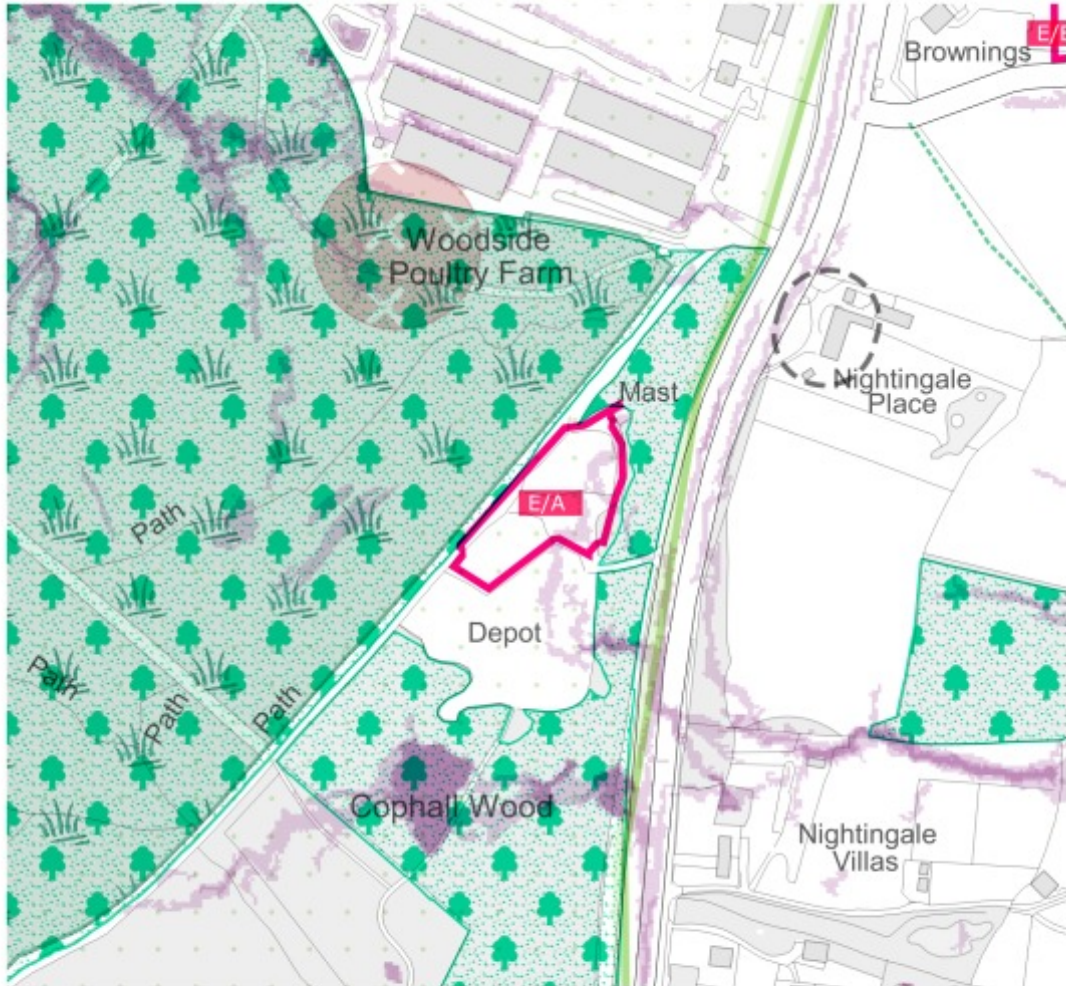 Brownings
E/E
Woodside
Poultry Farm
Nightingale
Place
Mast
E/A
Path
Depot
Path
Path
Path
Cophall Wood
Nightingale
Villas